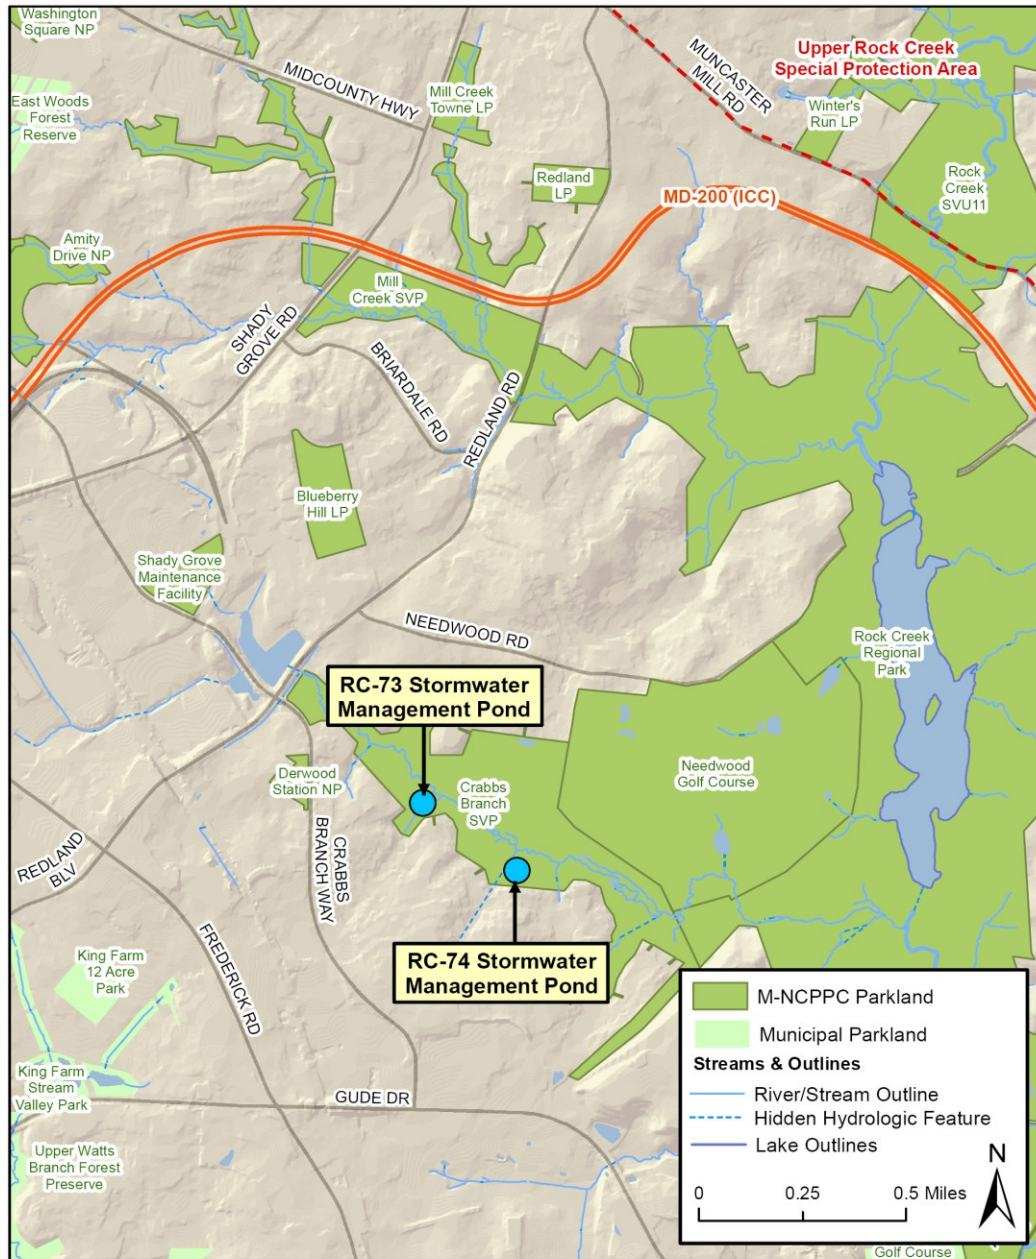 Washington
Square NP
MIDCOUNTY HWY
Mill Creek
Towne LP
MUNCASTER
MILL RD
Upper Rock Creek
Special Protection Area
Winter's
Run LP
East Woods
Forest
Reserve
Redland
LP
Rock
Creek
SVU11
MD-200 (ICC)
Amity
Drive NP
Mill
Creek SVP
SHADY
GROVE RD
BRIARDALE RD
REDLAND RD
Blueberry
Hill LP
Shady Grove
Maintenance
Facility
NEEDWOOD RD
Rock Creek
Regional
Park
RC-73 Stormwater
Management Pond
Derwood
Station NP
Crabbs
Branch
SVP
Needwood
Golf Course
REDLAND
BLV
CRABBS
BRANCH WAY
FREDERICK RD
RC-74 Stormwater
Management Pond
King Farm
12 Acre
Park
King Farm
Stream
Valley Park
GUDE DR
Upper Watts
Branch Forest
Preserve
M-NCPPC Parkland
Municipal Parkland
Streams & Outlines
River/Stream Outline
Hidden Hydrologic Feature
Lake Outlines
N
0 0.25 0.5 Miles
Golf Course